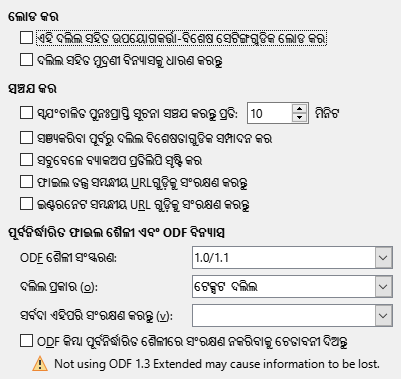 ଲୋଡ କର
ଏହି ଦଲିଲ ସହିତ ଉପଯୋଗକର୍ତ୍ତା-ବିଶେଷ ସେଟିଙ୍ଗଗୁଡିକ ଲୋଡ କର
ଦଲିଲ ସହିତ ମୁଦ୍ରଣୀ ବିନ୍ୟାସକୁ ଧାରଣ କରନ୍ତୁ
ସଞ୍ଚୟ କର
ସ୍ଵଯଂଚାଳିତ ପୁନଃପ୍ରାପ୍ତି ସୂଚନା ସଞ୍ଚୟ କରନ୍ତୁ ପ୍ରତି: 10 ମିନିଟ
ସଞ୍ଚୟକରିବା ପୂର୍ବରୁ ଦଲିଲ ବିଶେଷତାଗୁଡିକ ସମ୍ପାଦନ କର
ସବୁବେଳେ ବ୍ୟାକଅପ ପ୍ରତିଲିପି ସୃଷ୍ଟି କର
ଫାଇଲ ତନ୍ତ୍ର ସମ୍ବନ୍ଧୀୟ URLଗୁଡ଼ିକୁ ସଂରକ୍ଷଣ କରନ୍ତୁ
ଇଣ୍ଟରନେଟ ସମ୍ବନ୍ଧୀୟ URL ଗୁଡ଼ିକୁ ସଂରକ୍ଷଣ କରନ୍ତୁ
ପୂର୍ବନିର୍ଦ୍ଧାରିତ ଫାଇଲ ଶୈଳୀ ଏବଂ ODF ବିନ୍ୟାସ
ODF ଶୈଳୀ ସଂସ୍କରଣ: 1.0/1.1
ଦଲିଲ ପ୍ରକାର (o): ଟେକ୍ସଟ ଦଲିଲ
ସର୍ବଦା ଏହିପରି ସଂରକ୍ଷଣ କରନ୍ତୁ (v):
ODF କିମ୍ବା ପୂର୍ବନିର୍ଦ୍ଧାରିତ ଶୈଳୀରେ ସଂରକ୍ଷଣ ନକରିବାକୁ ଚେତାବନୀ ଦିଅନ୍ତୁ
Not using ODF 1.3 Extended may cause information to be lost.